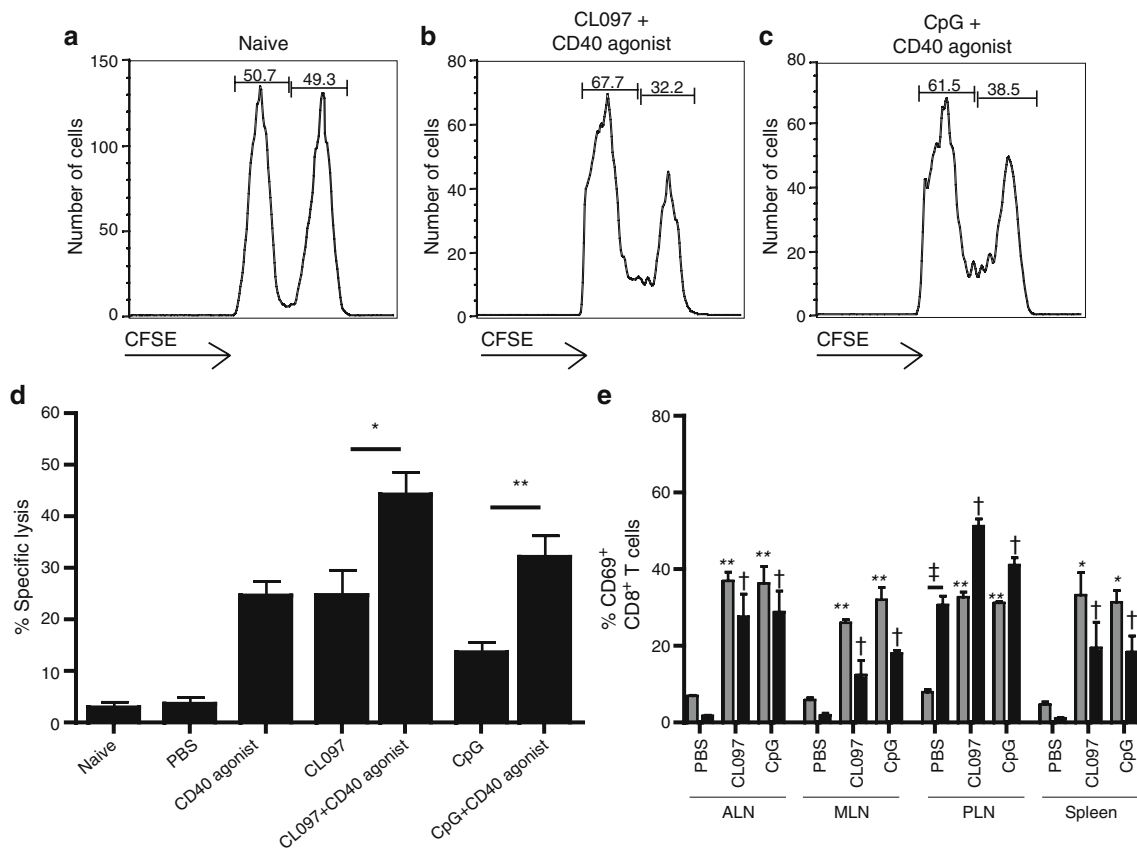 a
Naive
150
100
50
0
Number of cells
50.7
49.3
CFSE
b
CL097 +
CD40 agonist
80
60
40
20
0
Number of cells
67.7
32.2
CFSE
c
CpG +
CD40 agonist
80
60
40
20
0
Number of cells
61.5
38.5
CFSE
d
60
50
40
30
20
10
0
% Specific lysis
*
**
Naive
PBS
CD40 agonist
CL097
CL097+CD40 agonist
CpG
CpG+CD40 agonist
e
80
60
40
20
0
% CD69⁺
CD8⁺ T cells
** † ** †
** † ** †
‡ ** † ** †
* † * †
PBS
CL097
CpG
PBS
CL097
CpG
PBS
CL097
CpG
PBS
CL097
CpG
ALN
MLN
PLN
Spleen